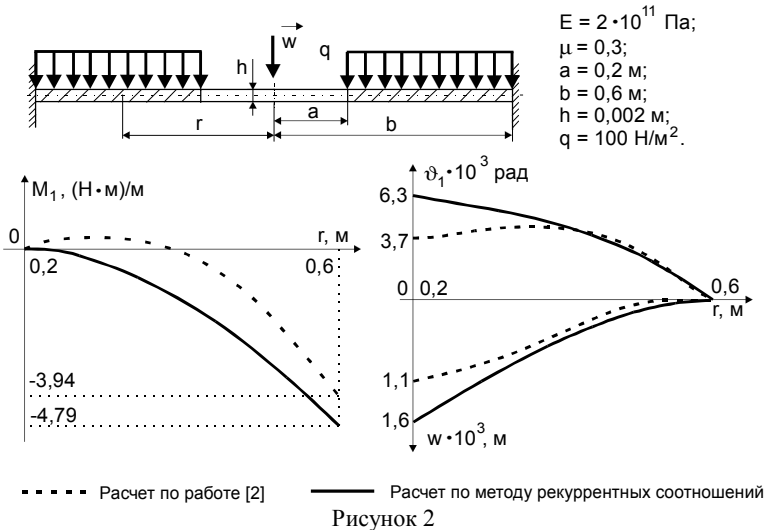 w
q
h
a
r
b
E = 2•10¹¹ Па;
μ = 0,3;
a = 0,2 м;
b = 0,6 м;
h = 0,002 м;
q = 100 Н/м².
M₁, (Н•м)/м
0
0,2
r, м
0,6
-3,94
-4,79
ϑ₁•10³ рад
6,3
3,7
0
0,2
0,6
r, м
1,1
1,6
w•10³, м
Расчет по работе [2]
Расчет по методу рекуррентных соотношений
Рисунок 2